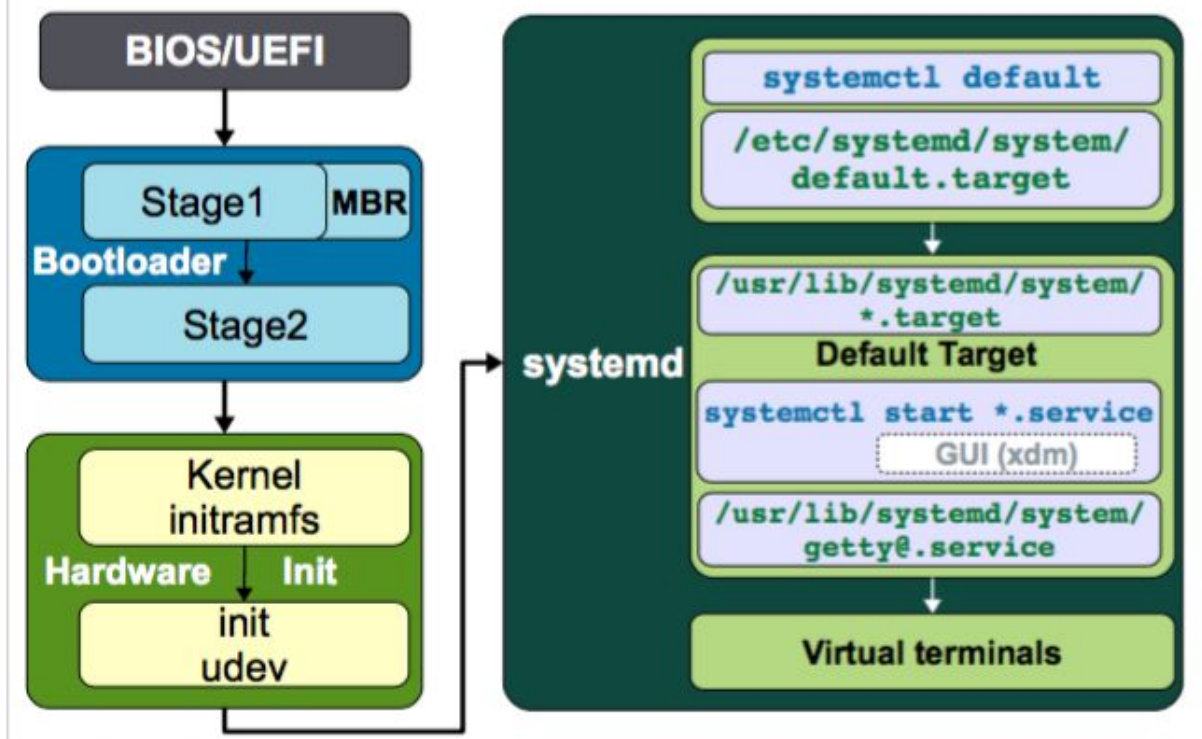 BIOS/UEFI
Stage1 MBR
Bootloader
Stage2
Kernel
initramfs
Hardware Init
init
udev
systemd
systemctl default
/etc/systemd/system/
default.target
/usr/lib/systemd/system/
*.target
Default Target
systemctl start *.service
GUI (xdm)
/usr/lib/systemd/system/
getty@.service
Virtual terminals